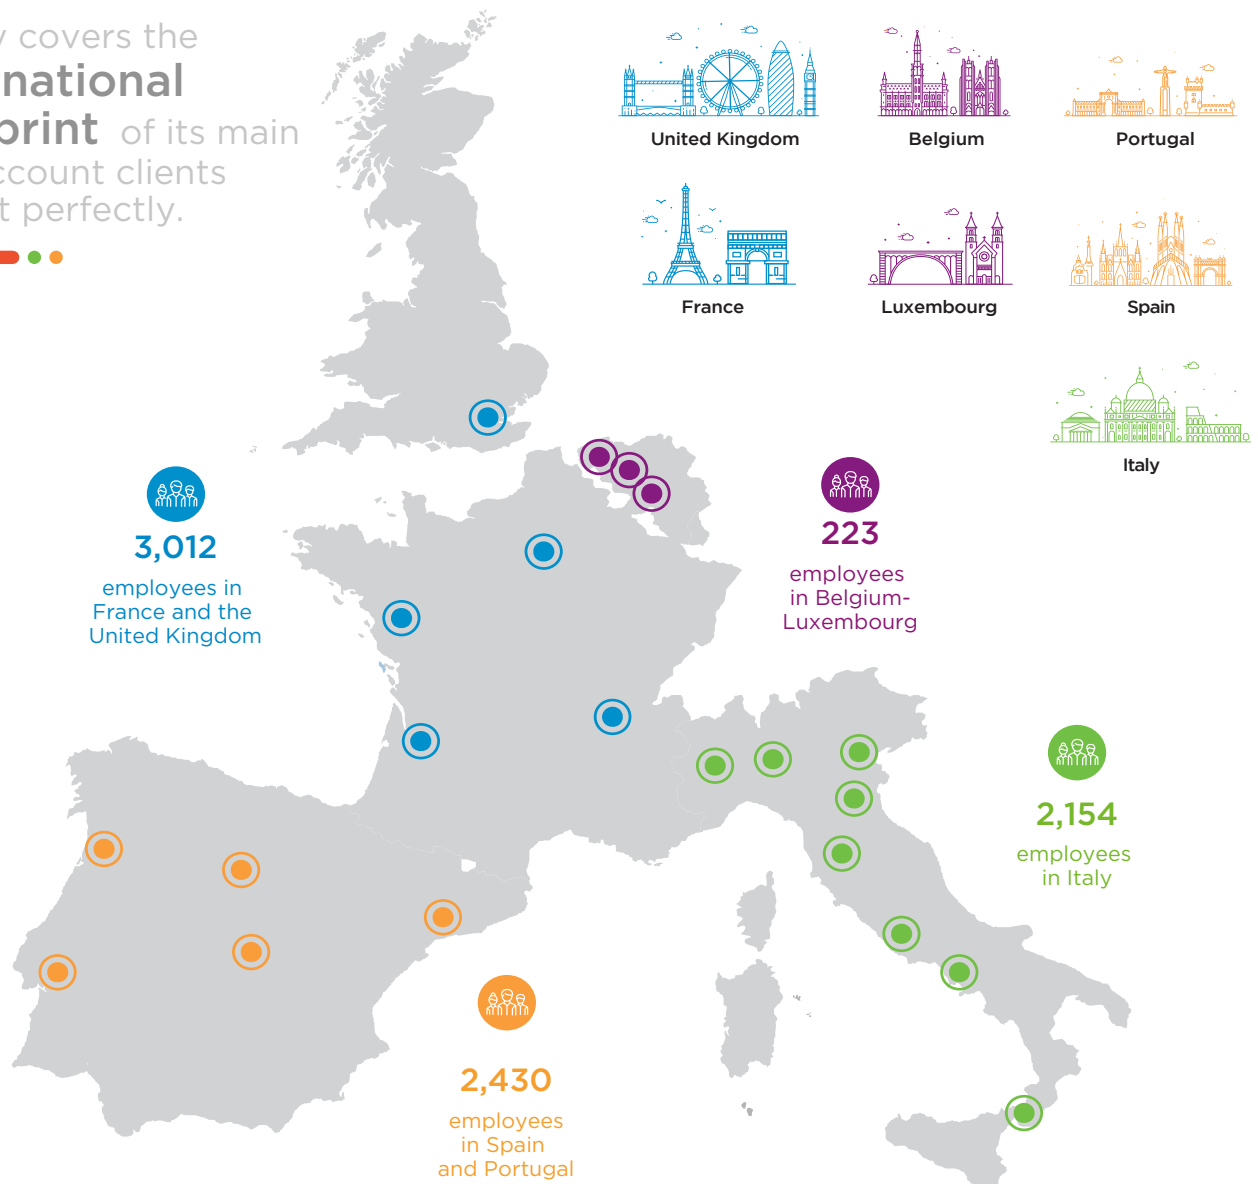 y covers the
national
print of its main
ccount clients
t perfectly.
United Kingdom
Belgium
Portugal
France
Luxembourg
Spain
Italy
3,012
employees in
France and the
United Kingdom
223
employees
in Belgium-
Luxembourg
2,154
employees
in Italy
2,430
employees
in Spain
and Portugal